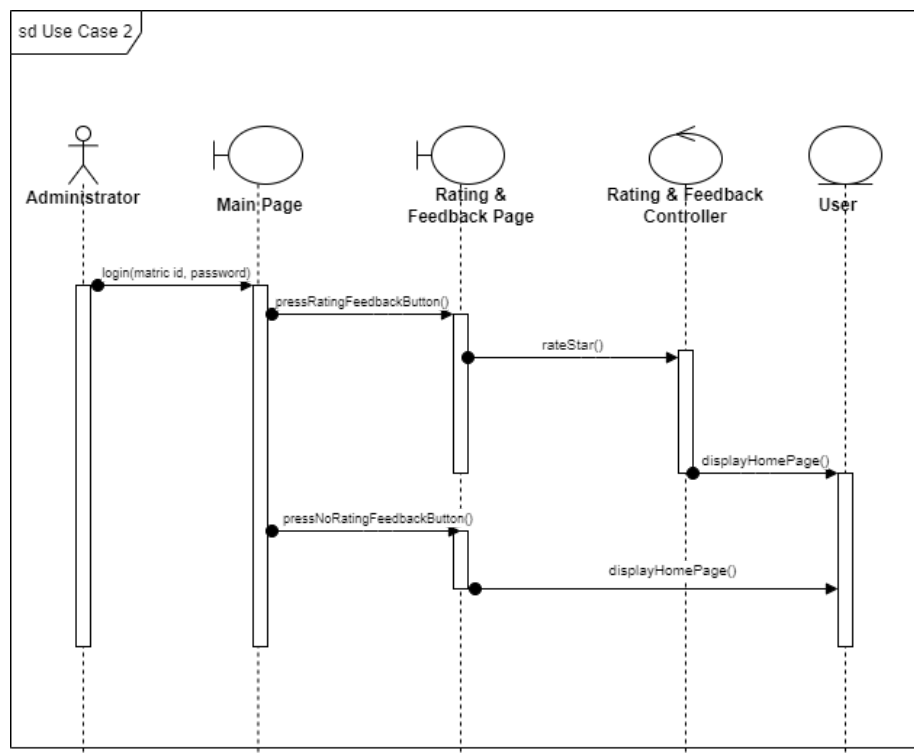 sd Use Case 2
Administrator
Main Page
Rating &
Feedback Page
Rating & Feedback
Controller
User
login(matric id, password)
pressRatingFeedbackButton()
rateStar()
displayHomePage()
pressNoRatingFeedbackButton()
displayHomePage()